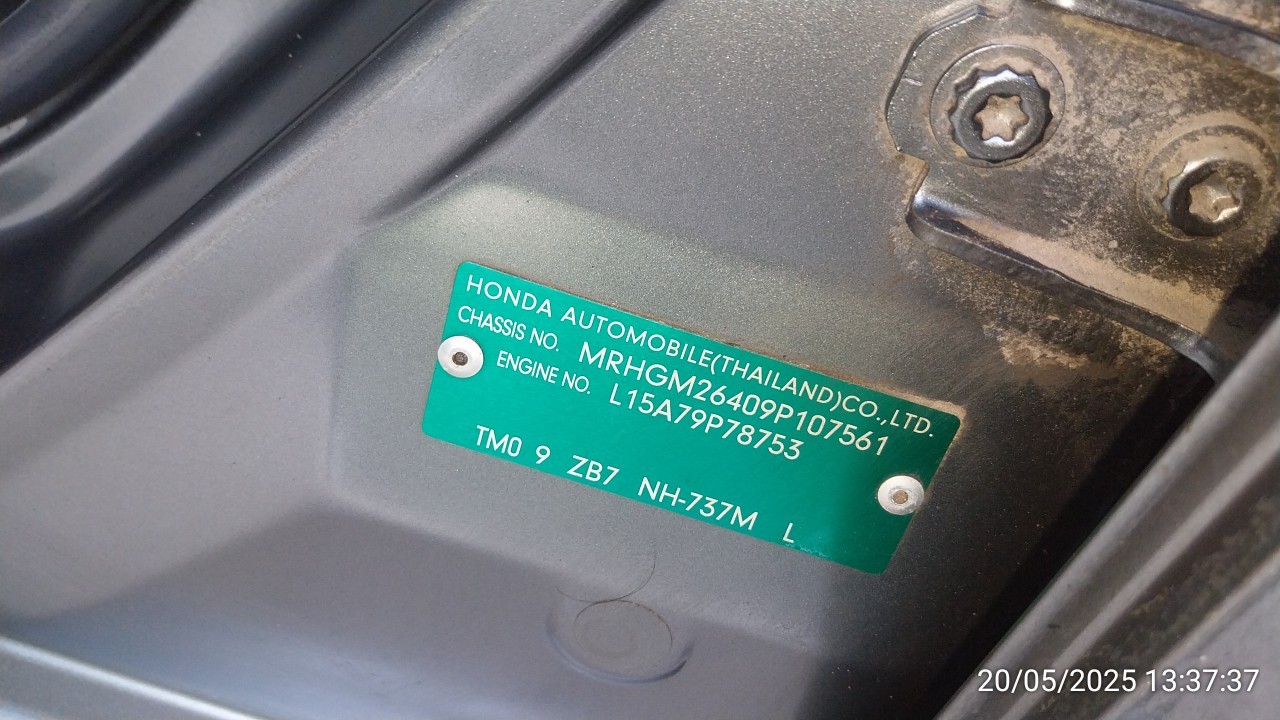 HONDA AUTOMOBILE(THAILAND)CO.,LTD.
CHASSIS NO. MRHGM26409P107561
ENGINE NO. L15A79P78753
TM0 9 ZB7 NH-737M L
20/05/2025 13:37:37